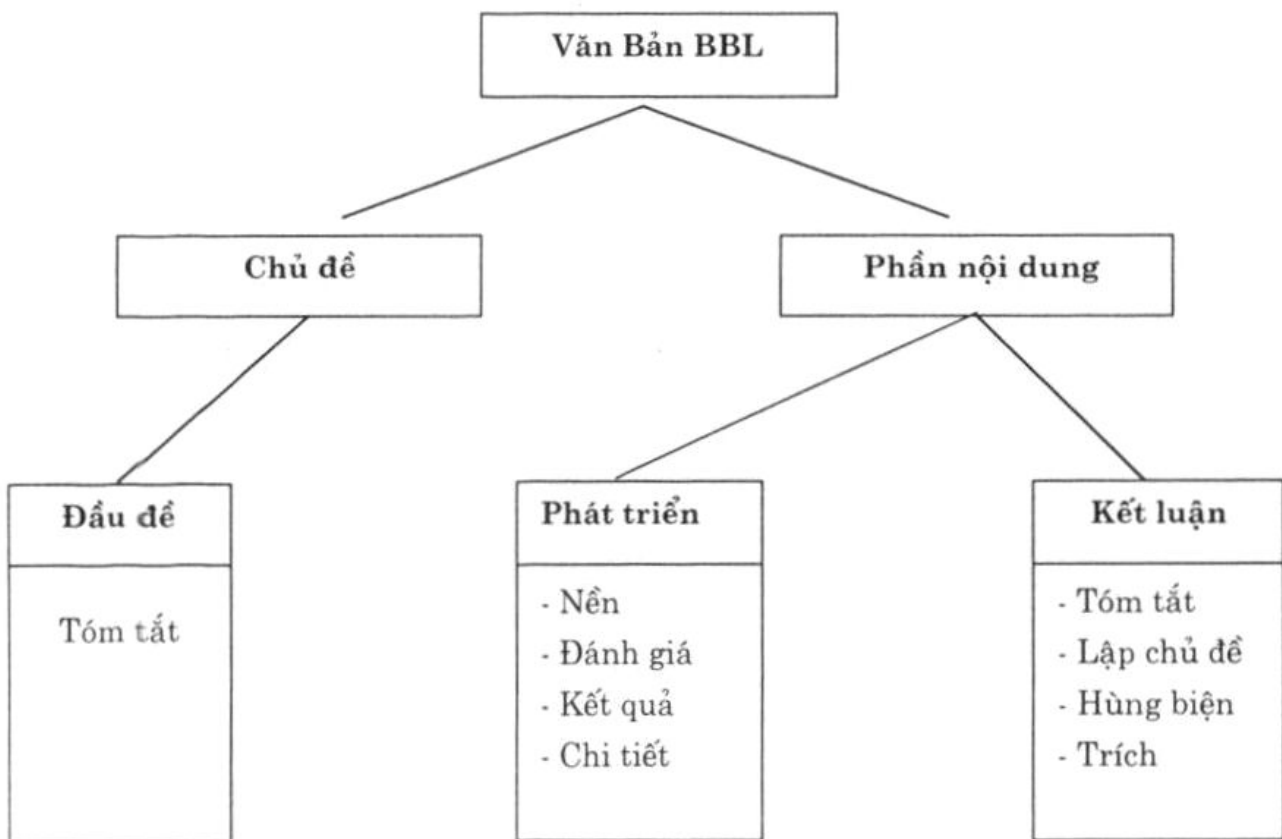 Văn Bản BBL
Chủ đề
Phần nội dung
Đầu đề
Tóm tắt
Phát triển
- Nền
- Đánh giá
- Kết quả
- Chi tiết
Kết luận
- Tóm tắt
- Lập chủ đề
- Hùng biện
- Trích